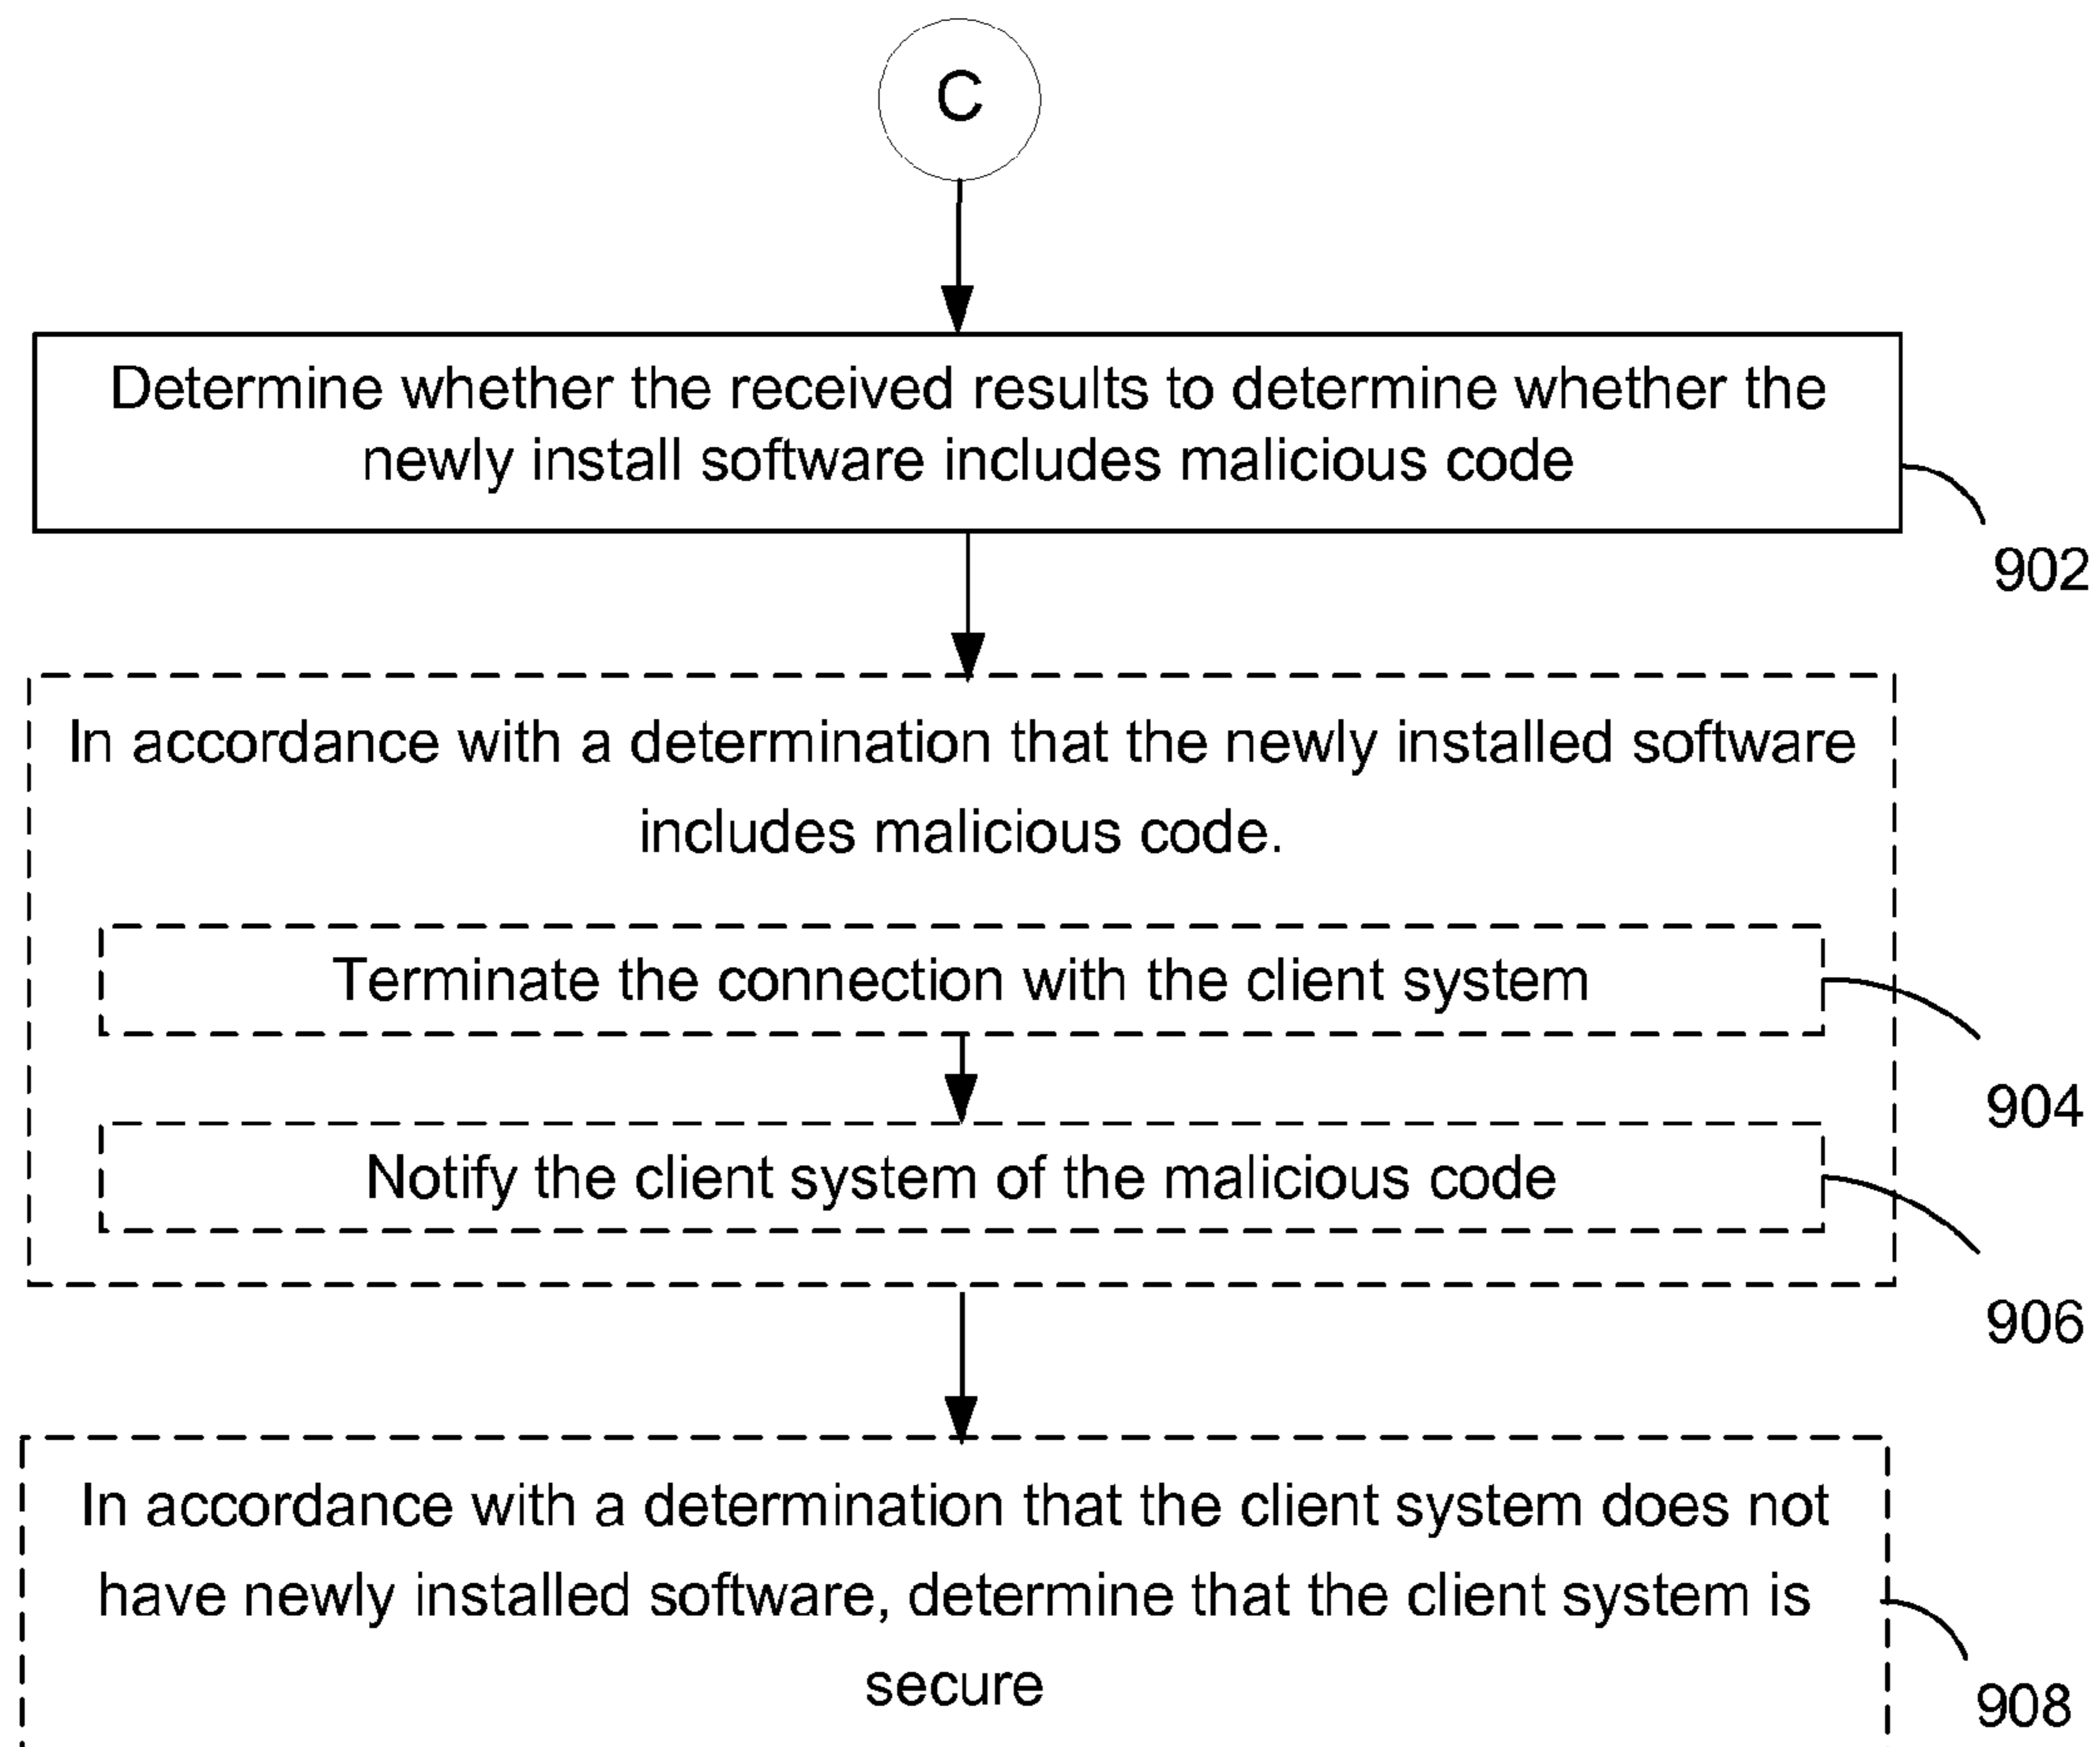 C
Determine whether the received results to determine whether the
newly install software includes malicious code
902
In accordance with a determination that the newly installed software
includes malicious code.
Terminate the connection with the client system
904
Notify the client system of the malicious code
906
In accordance with a determination that the client system does not
have newly installed software, determine that the client system is
secure
908